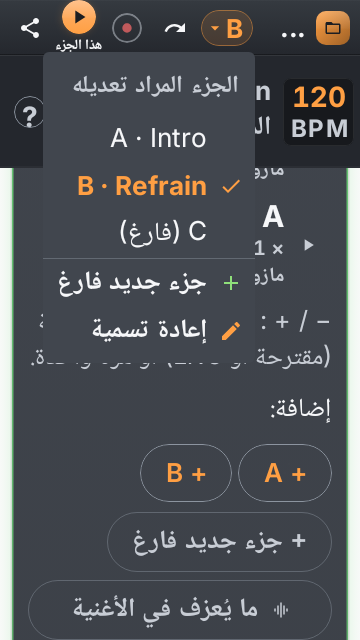 هذا الجزء
B
...
120
BPM
?
الجزء المراد تعديله
A · Intro
B · Refrain
C (فارغ)
جزء جديد فارغ
إعادة تسمية
A
× 1
: + / −
(مقترحة
إضافة:
A +
B +
+ جزء جديد فارغ
ما يُعزف في الأغنية